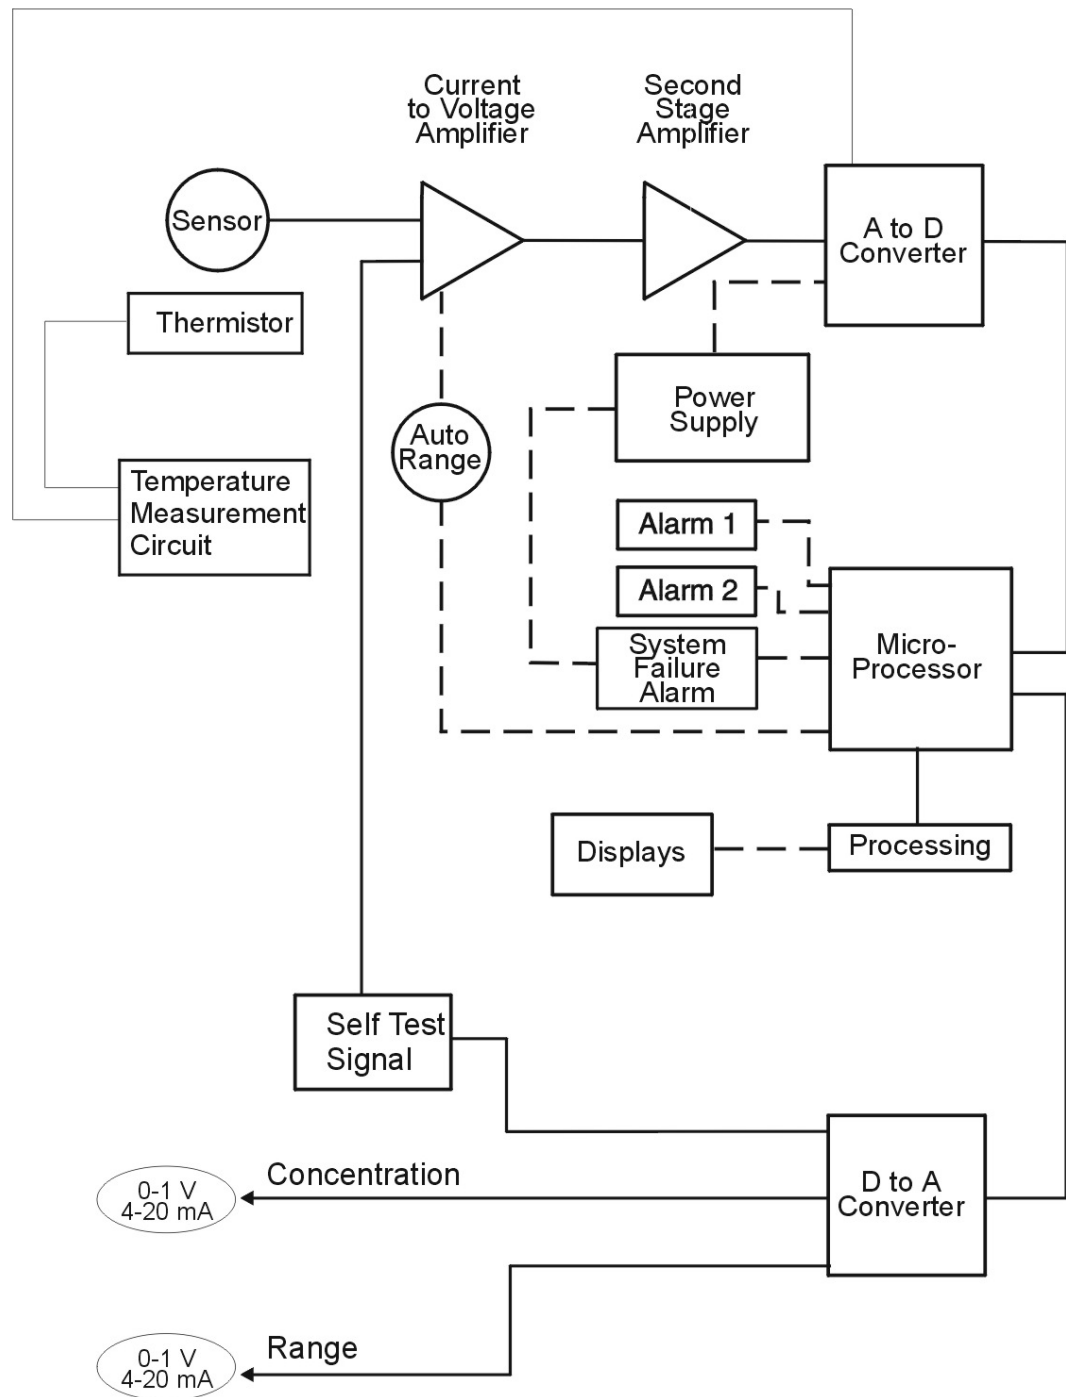 Current
to Voltage
Amplifier
Second
Stage
Amplifier
Sensor
A to D
Converter
Thermistor
Power
Supply
Auto
Range
Temperature
Measurement
Circuit
Alarm 1
Alarm 2
System
Failure
Alarm
Micro-
Processor
Displays
Processing
Self Test
Signal
Concentration
0-1 V
4-20 mA
D to A
Converter
Range
0-1 V
4-20 mA